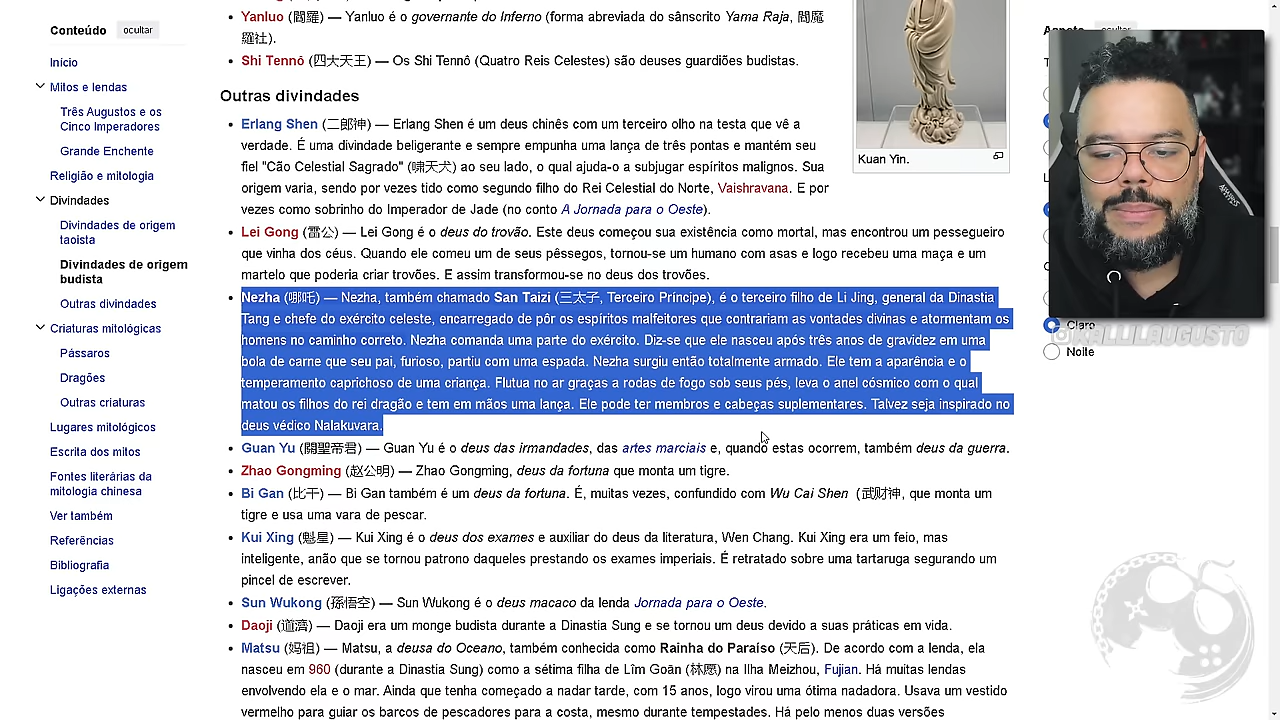 Conteúdo ocultar
Início
Mitos e lendas
Três Augustos e os
Cinco Imperadores
Grande Enchente
Religião e mitologia
Divindades
Divindades de origem
taoista
Divindades de origem
budista
Outras divindades
Criaturas mitológicas
Pássaros
Dragões
Outras criaturas
Lugares mitológicos
Escrita dos mitos
Fontes literárias da
mitologia chinesa
Ver também
Referências
Bibliografia
Ligações externas
Yanluo (閻羅) — Yanluo é o governante do Inferno (forma abreviada do sânscrito Yama Raja, 閻魔
羅社).
Shi Tennō (四大天王) — Os Shi Tennō (Quatro Reis Celestes) são deuses guardiões budistas.
Outras divindades
Erlang Shen (二郎神) — Erlang Shen é um deus chinês com um terceiro olho na testa que vê a
verdade. É uma divindade beligerante e sempre empunha uma lança de três pontas e mantém seu
fiel "Cão Celestial Sagrado" (哮天犬) ao seu lado, o qual ajuda-o a subjugar espíritos malignos. Sua
origem varia, sendo por vezes tido como segundo filho do Rei Celestial do Norte, Vaishravana. E por
vezes como sobrinho do Imperador de Jade (no conto A Jornada para o Oeste).
Lei Gong (雷公) — Lei Gong é o deus do trovão. Este deus começou sua existência como mortal, mas encontrou um pessegueiro
que vinha dos céus. Quando ele comeu um de seus pêssegos, tornou-se um humano com asas e logo recebeu uma maça e um
martelo que poderia criar trovões. E assim transformou-se no deus dos trovões.
Nezha (哪吒) — Nezha, também chamado San Taizi (三太子, Terceiro Príncipe), é o terceiro filho de Li Jing, general da Dinastia
Tang e chefe do exército celeste, encarregado de pôr os espíritos malfeitores que contrariam as vontades divinas e atormentam os
homens no caminho correto. Nezha comanda uma parte do exército. Diz-se que ele nasceu após três anos de gravidez em uma
bola de carne que seu pai, furioso, partiu com uma espada. Nezha surgiu então totalmente armado. Ele tem a aparência e o
temperamento caprichoso de uma criança. Flutua no ar graças a rodas de fogo sob seus pés, leva o anel cósmico com o qual
matou os filhos do rei dragão e tem em mãos uma lança. Ele pode ter membros e cabeças suplementares. Talvez seja inspirado no
deus védico Nalakuvara.
Guan Yu (關聖帝君) — Guan Yu é o deus das irmandades, das artes marciais e, quando estas ocorrem, também deus da guerra.
Zhao Gongming (赵公明) — Zhao Gongming, deus da fortuna que monta um tigre.
Bi Gan (比干) — Bi Gan também é um deus da fortuna. É, muitas vezes, confundido com Wu Cai Shen (武财神, que monta um
tigre e usa uma vara de pescar.
Kui Xing (魁星) — Kui Xing é o deus dos exames e auxiliar do deus da literatura, Wen Chang. Kui Xing era um feio, mas
inteligente, anão que se tornou patrono daqueles prestando os exames imperiais. É retratado sobre uma tartaruga segurando um
pincel de escrever.
Sun Wukong (孫悟空) — Sun Wukong é o deus macaco da lenda Jornada para o Oeste.
Daoji (道濟) — Daoji era um monge budista durante a Dinastia Sung e se tornou um deus devido a suas práticas em vida.
Matsu (妈祖) — Matsu, a deusa do Oceano, também conhecida como Rainha do Paraíso (天后). De acordo com a lenda, ela
nasceu em 960 (durante a Dinastia Sung) como a sétima filha de Lîm Goān (林愿) na Ilha Meizhou, Fujian. Há muitas lendas
envolvendo ela e o mar. Ainda que tenha começado a nadar tarde, com 15 anos, logo virou uma ótima nadadora. Usava um vestido
vermelho para guiar os barcos de pescadores para a costa, mesmo durante tempestades. Há pelo menos duas versões
Kuan Yin.
Claro
@KALLILAUGUSTO
Noite